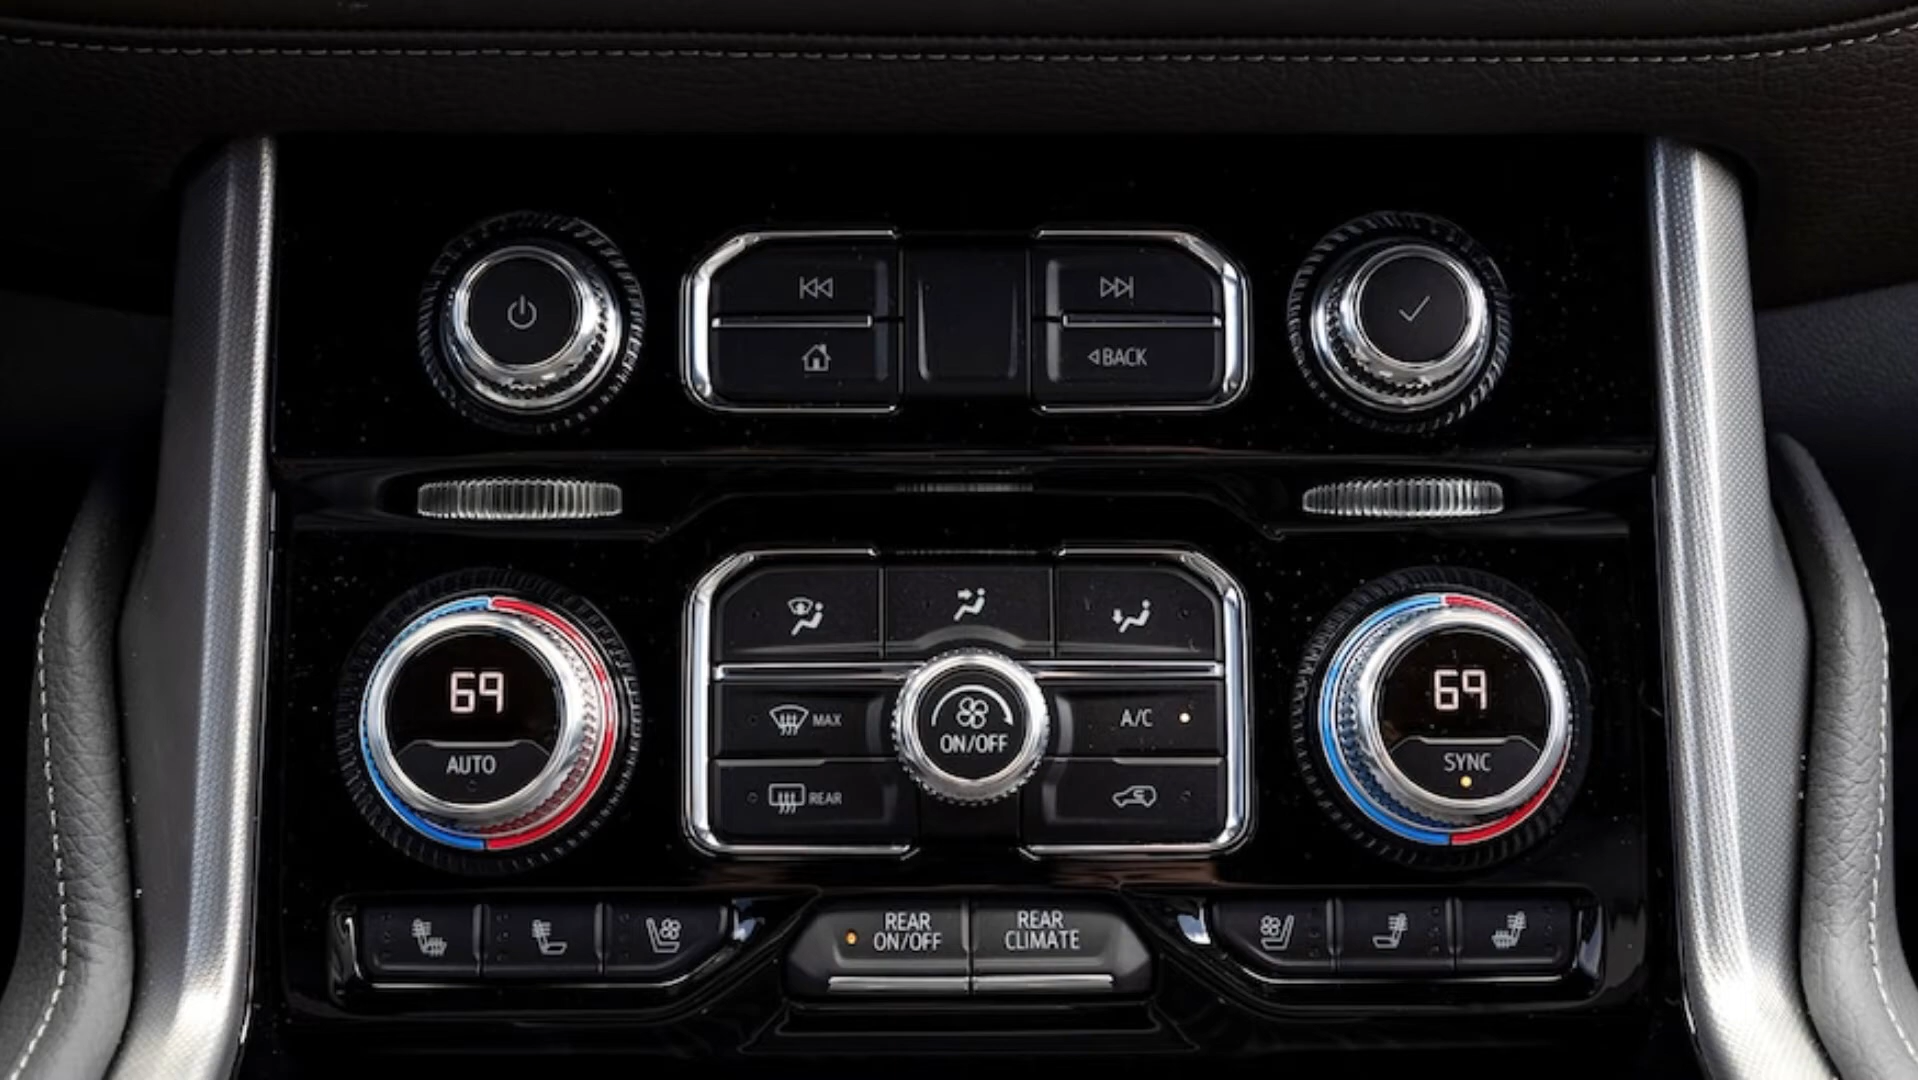 BACK
69
AUTO
MAX
ON/OFF
A/C
REAR
69
SYNC
REAR
ON/OFF
REAR
CLIMATE